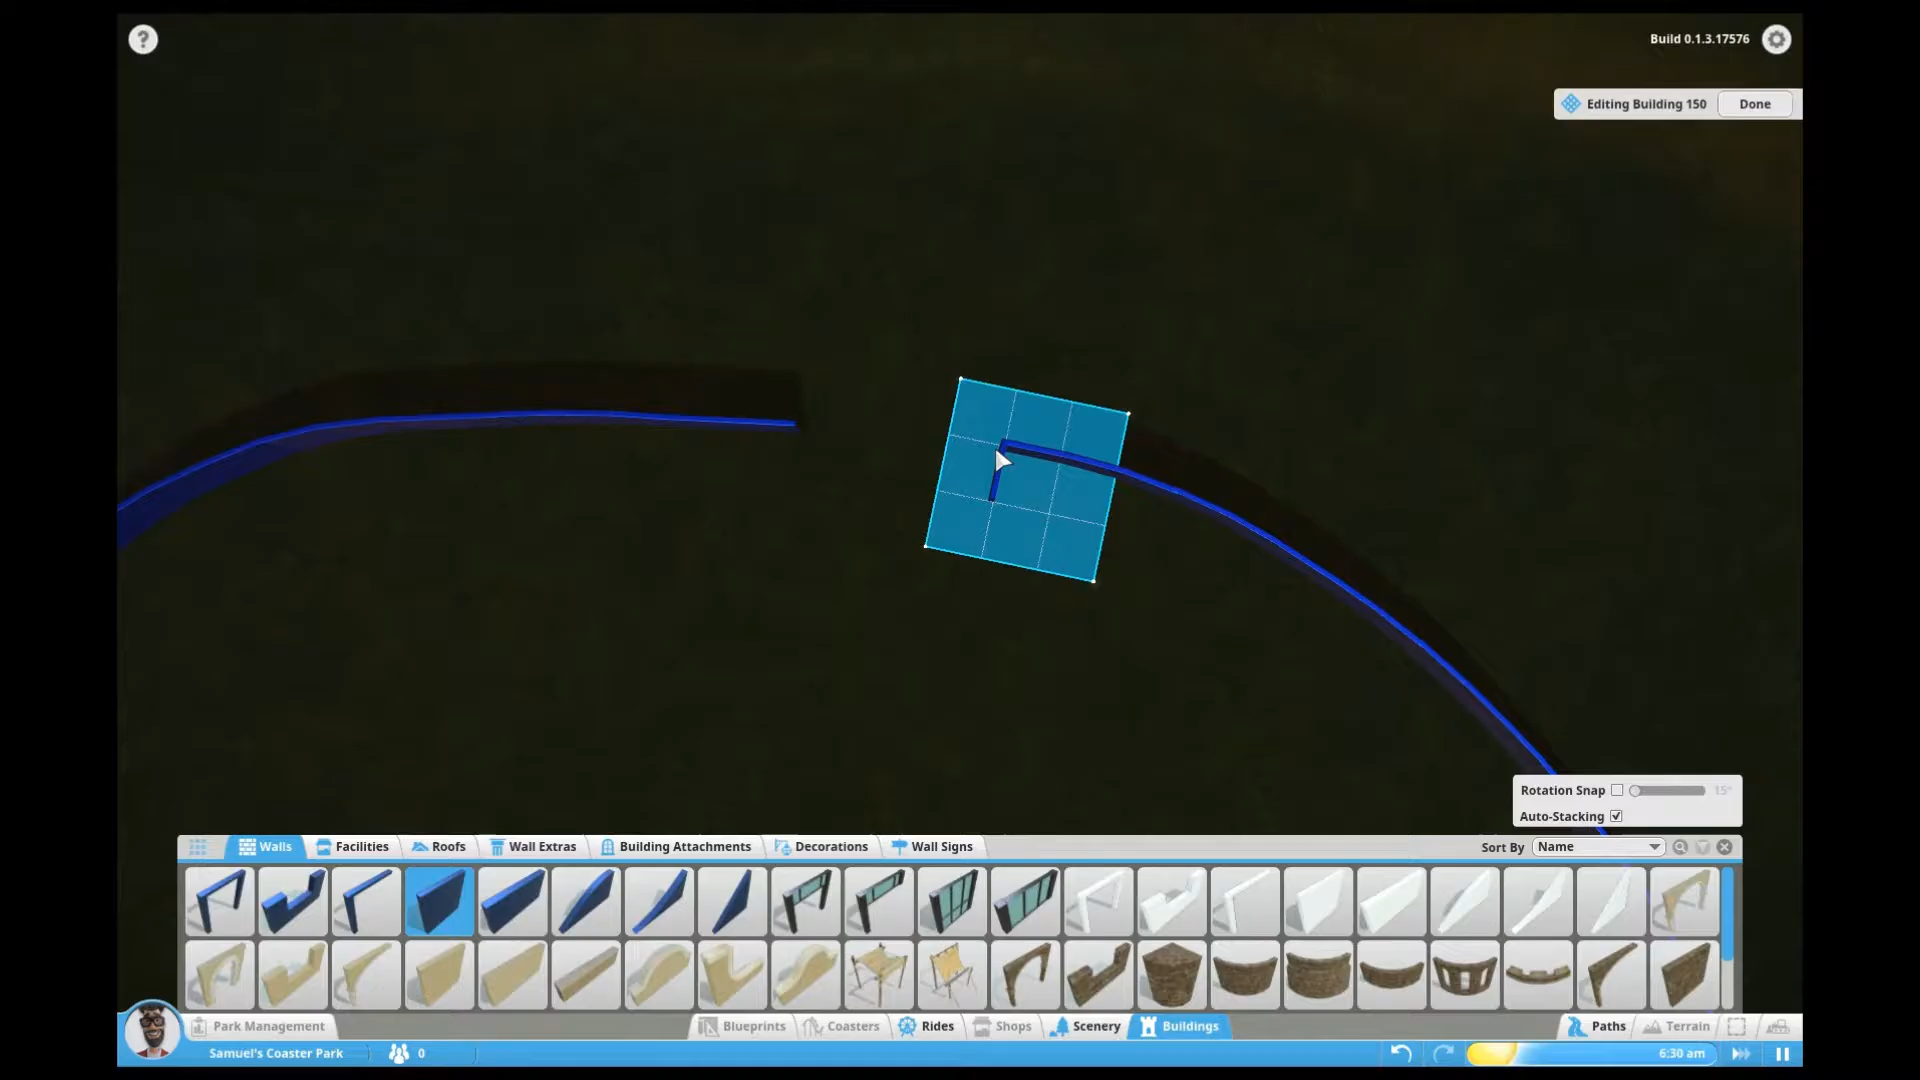 ?
Build 0.1.3.17576
Editing Building 150 Done
Rotation Snap 15°
Auto-Stacking
Walls Facilities Roofs Wall Extras Building Attachments Decorations Wall Signs Sort By Name
Park Management Blueprints Coasters Rides Shops Scenery Buildings Paths Terrain
Samuel's Coaster Park 0 6:30 am